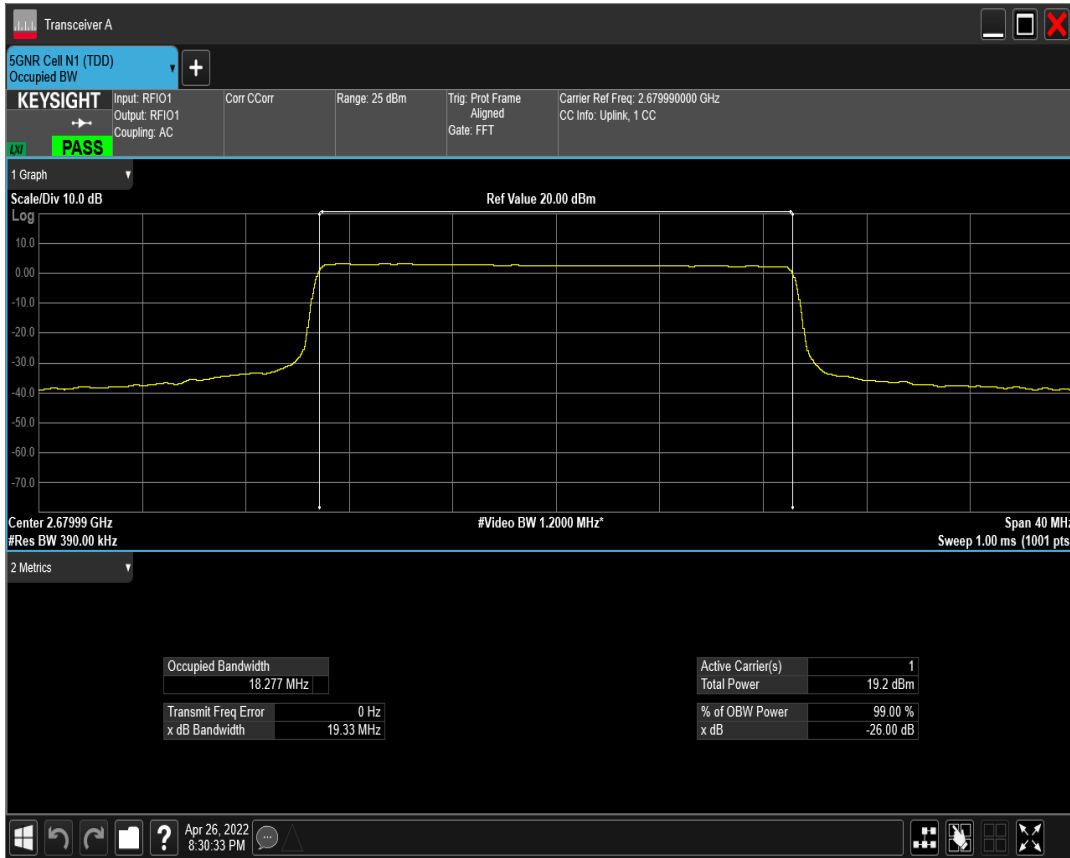 Transceiver A
5GNR Cell N1 (TDD)
Occupied BW
+
KEYSIGHT
LXI
PASS
Input: RFIO1
Output: RFIO1
Coupling: AC
Corr CCorr
Range: 25 dBm
Trig: Prot Frame
Aligned
Gate: FFT
Carrier Ref Freq: 2.679990000 GHz
CC Info: Uplink, 1 CC
1 Graph
Scale/Div 10.0 dB
Ref Value 20.00 dBm
Log
10.0
0.00
-10.0
-20.0
-30.0
-40.0
-50.0
-60.0
-70.0
Center 2.67999 GHz
#Video BW 1.2000 MHz*
Span 40 MHz
#Res BW 390.00 kHz
Sweep 1.00 ms (1001 pts
2 Metrics
Occupied Bandwidth
18.277 MHz
Transmit Freq Error 0 Hz
x dB Bandwidth 19.33 MHz
Active Carrier(s) 1
Total Power 19.2 dBm
% of OBW Power 99.00 %
x dB -26.00 dB
?
Apr 26, 2022
8:30:33 PM